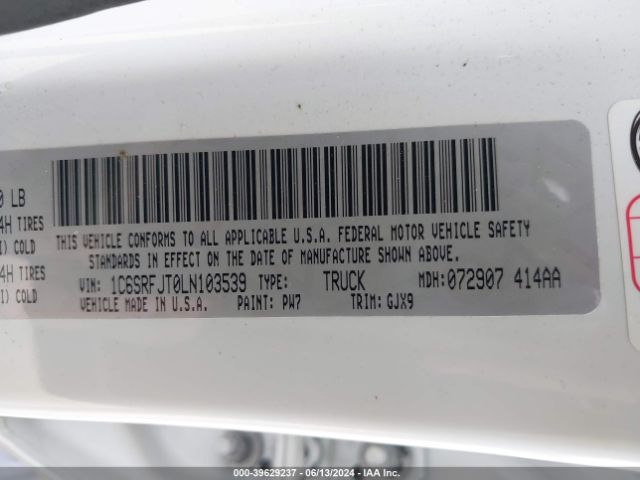 0 LB
4H TIRES
I) COLD
4H TIRES
I) COLD
THIS VEHICLE CONFORMS TO ALL APPLICABLE U.S.A. FEDERAL MOTOR VEHICLE SAFETY
STANDARDS IN EFFECT ON THE DATE OF MANUFACTURE SHOWN ABOVE.
VIN: 1C6SRFJT0LN103539 TYPE: TRUCK MDH: 072907 414AA
VEHICLE MADE IN U.S.A. PAINT: PW7 TRIM: GJX9
000-39629237 - 06/13/2024 - IAA Inc.